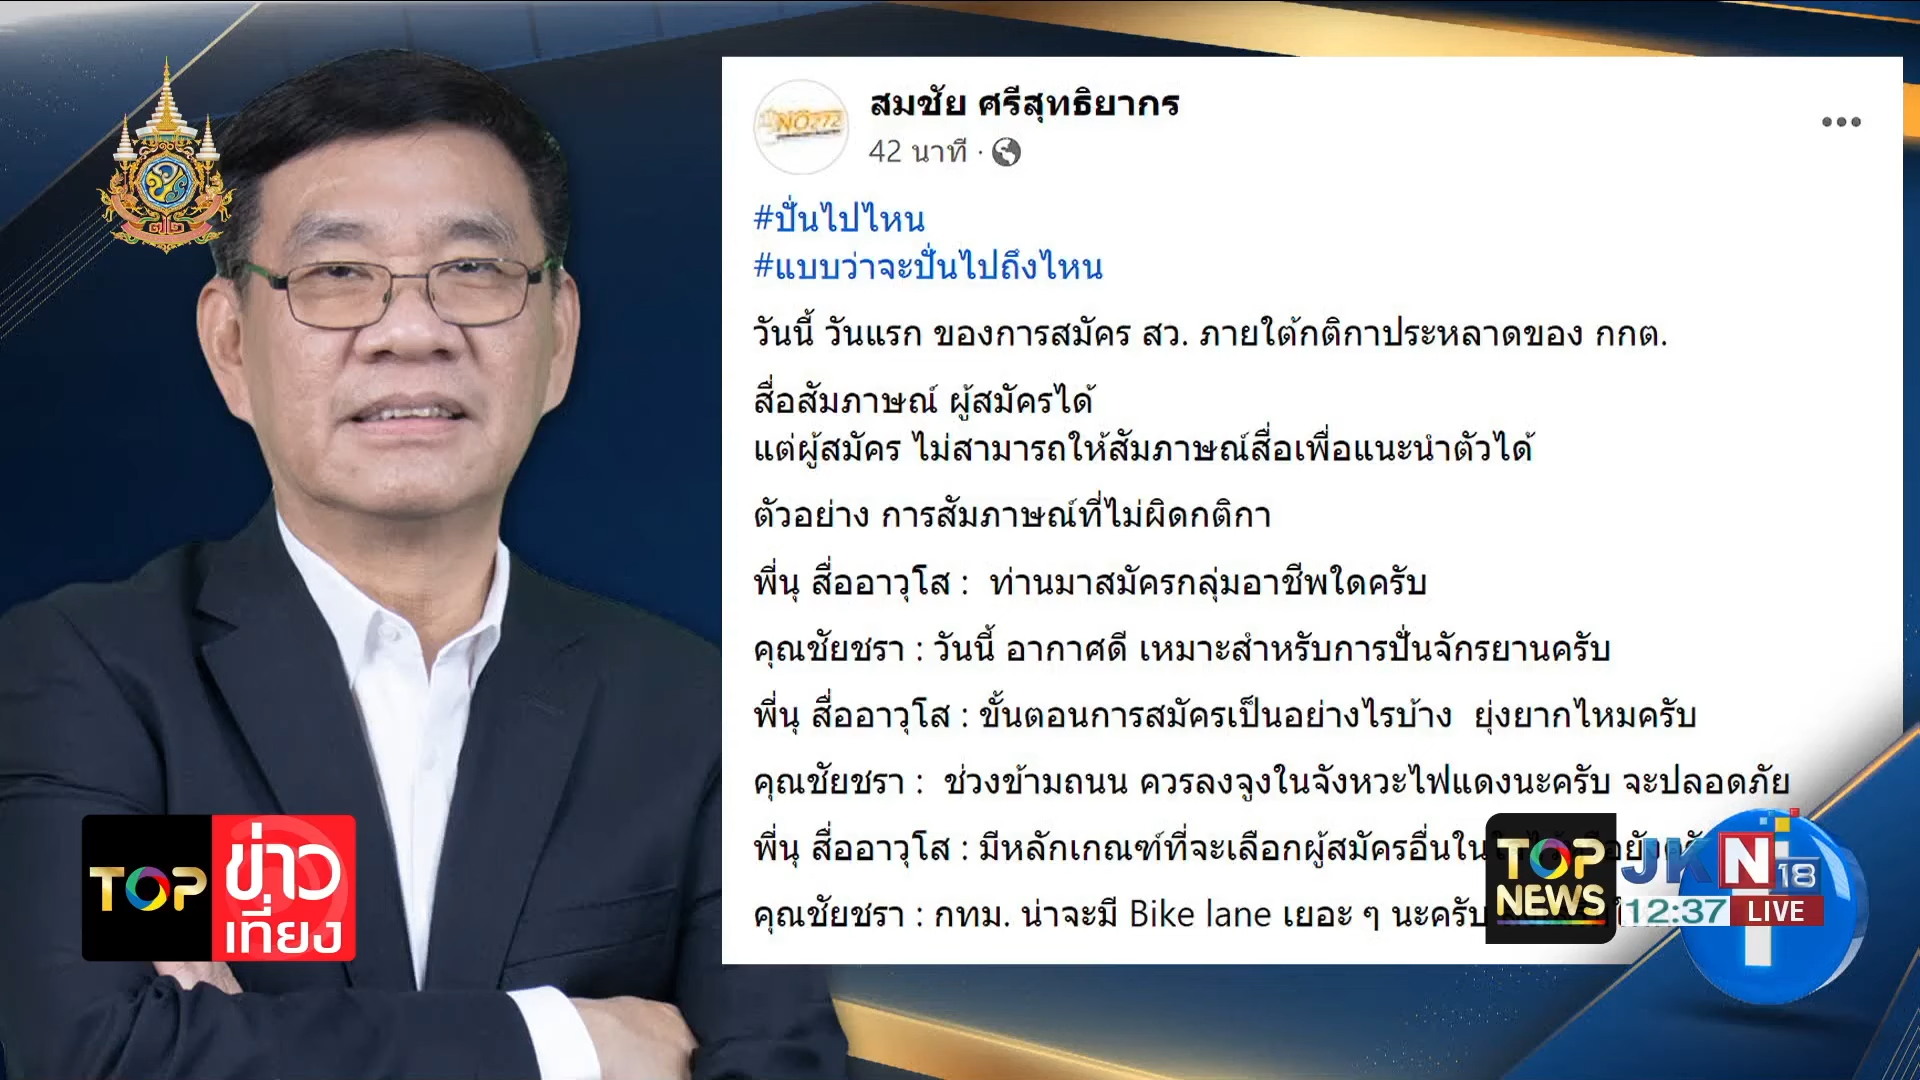 สมชัย ศรีสุทธิยากร
42 นาที ·
#ปั่นไปไหน
#แบบว่าจะปั่นไปถึงไหน
วันนี้ วันแรก ของการสมัคร สว. ภายใต้กติกาประหลาดของ กกต.
สื่อสัมภาษณ์ ผู้สมัครได้
แต่ผู้สมัคร ไม่สามารถให้สัมภาษณ์สื่อเพื่อแนะนำตัวได้
ตัวอย่าง การสัมภาษณ์ที่ไม่ผิดกติกา
พี่นุ สื่ออาวุโส : ท่านมาสมัครกลุ่มอาชีพใดครับ
คุณชัยชรา : วันนี้ อากาศดี เหมาะสำหรับการปั่นจักรยานครับ
พี่นุ สื่ออาวุโส : ขั้นตอนการสมัครเป็นอย่างไรบ้าง ยุ่งยากไหมครับ
คุณชัยชรา : ช่วงข้ามถนน ควรลงจูงในจังหวะไฟแดงนะครับ จะปลอดภัย
พี่นุ สื่ออาวุโส : มีหลักเกณฑ์ที่จะเลือกผู้สมัครอื่นใน
คุณชัยชรา : กทม. น่าจะมี Bike lane เยอะ ๆ นะครับ
NO272
๗๒
TOP ข่าวเที่ยง
TOP NEWS
JKN 18
12:37 LIVE